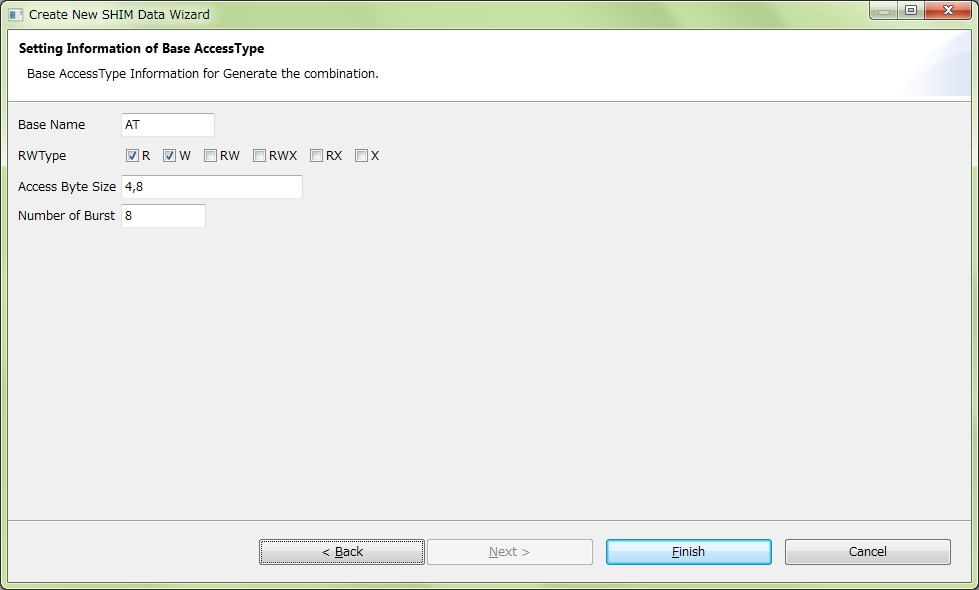 Create New SHIM Data Wizard
Setting Information of Base AccessType
Base AccessType Information for Generate the combination.
Base Name AT
RWType R W RW RWX RX X
Access Byte Size 4,8
Number of Burst 8
< Back Next > Finish Cancel